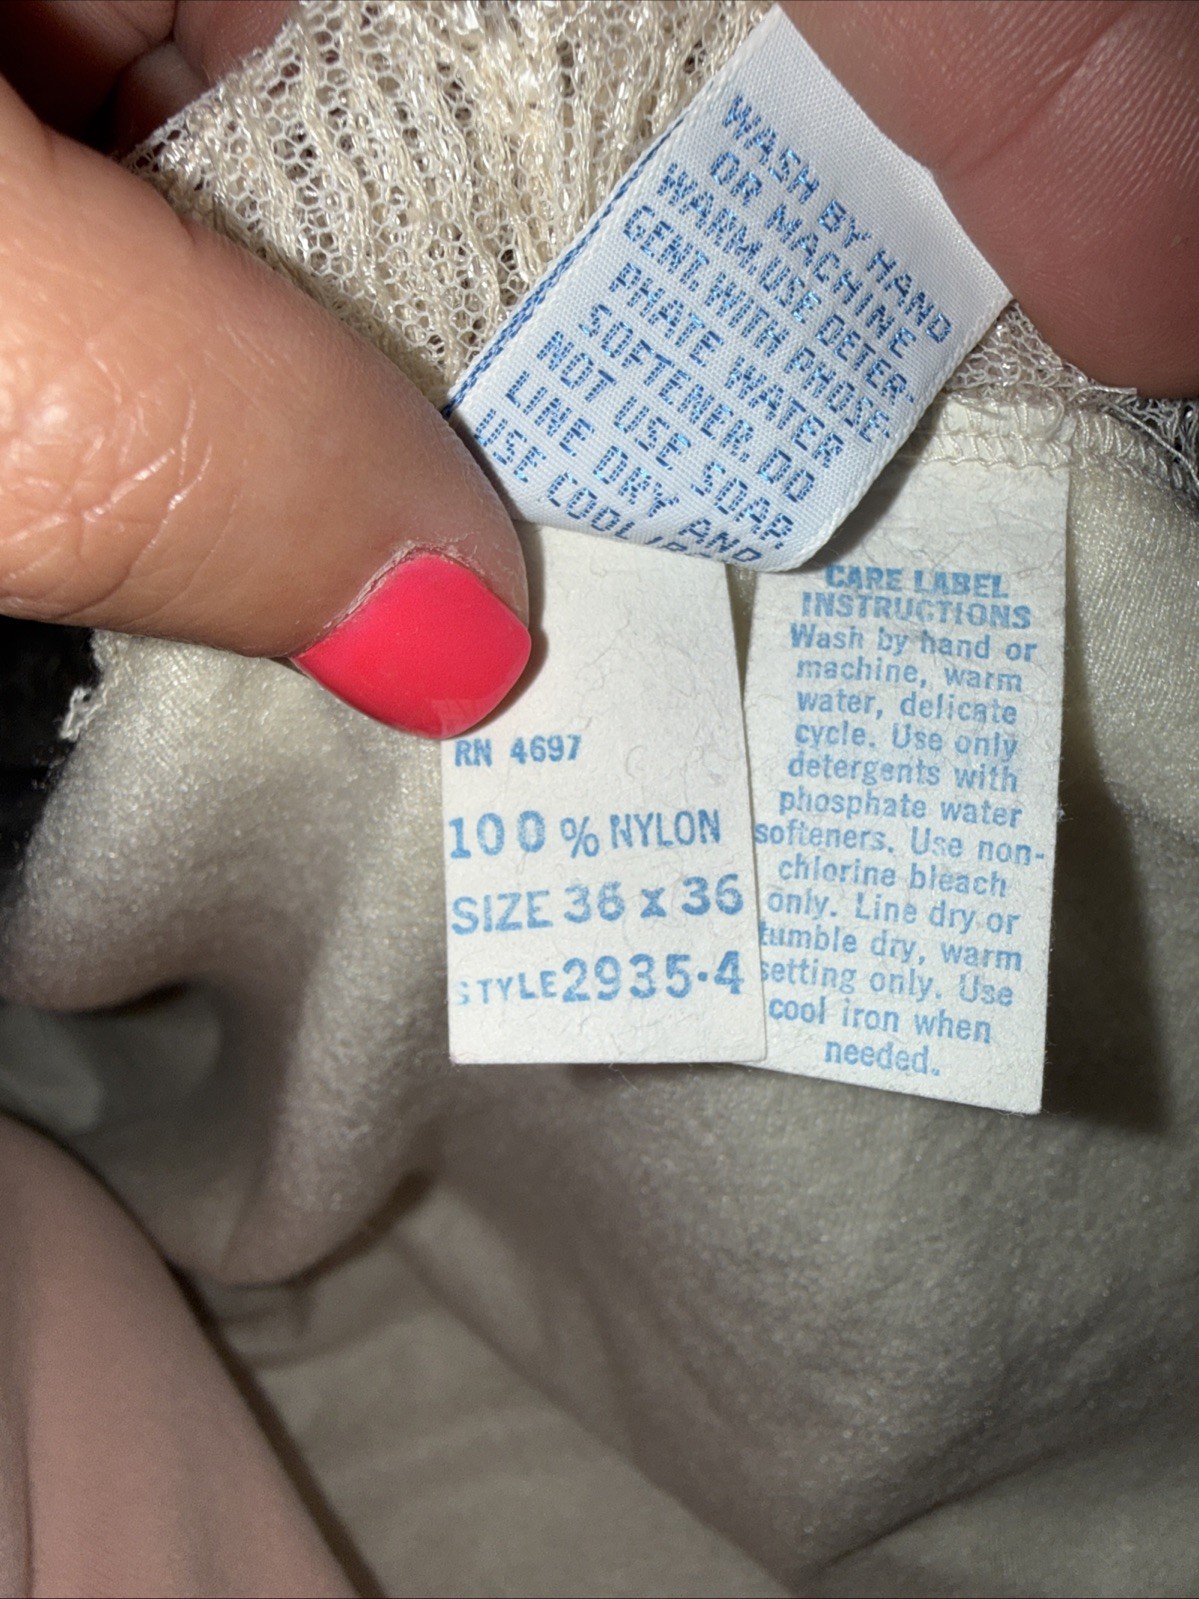 WASH BY HAND
OR MACHINE
WARM.USE DETER-
GENT.WITH PHOSE-
PHATE WATER
SOFTENER. DO
NOT USE SOAP.
LINE DRY AND
USE COOL
RN 4697
100% NYLON
SIZE 36 x 36
STYLE 2935·4
CARE LABEL
INSTRUCTIONS
Wash by hand or
machine, warm
water, delicate
cycle. Use only
detergents with
phosphate water
softeners. Use non-
chlorine bleach
only. Line dry or
tumble dry, warm
setting only. Use
cool iron when
needed.